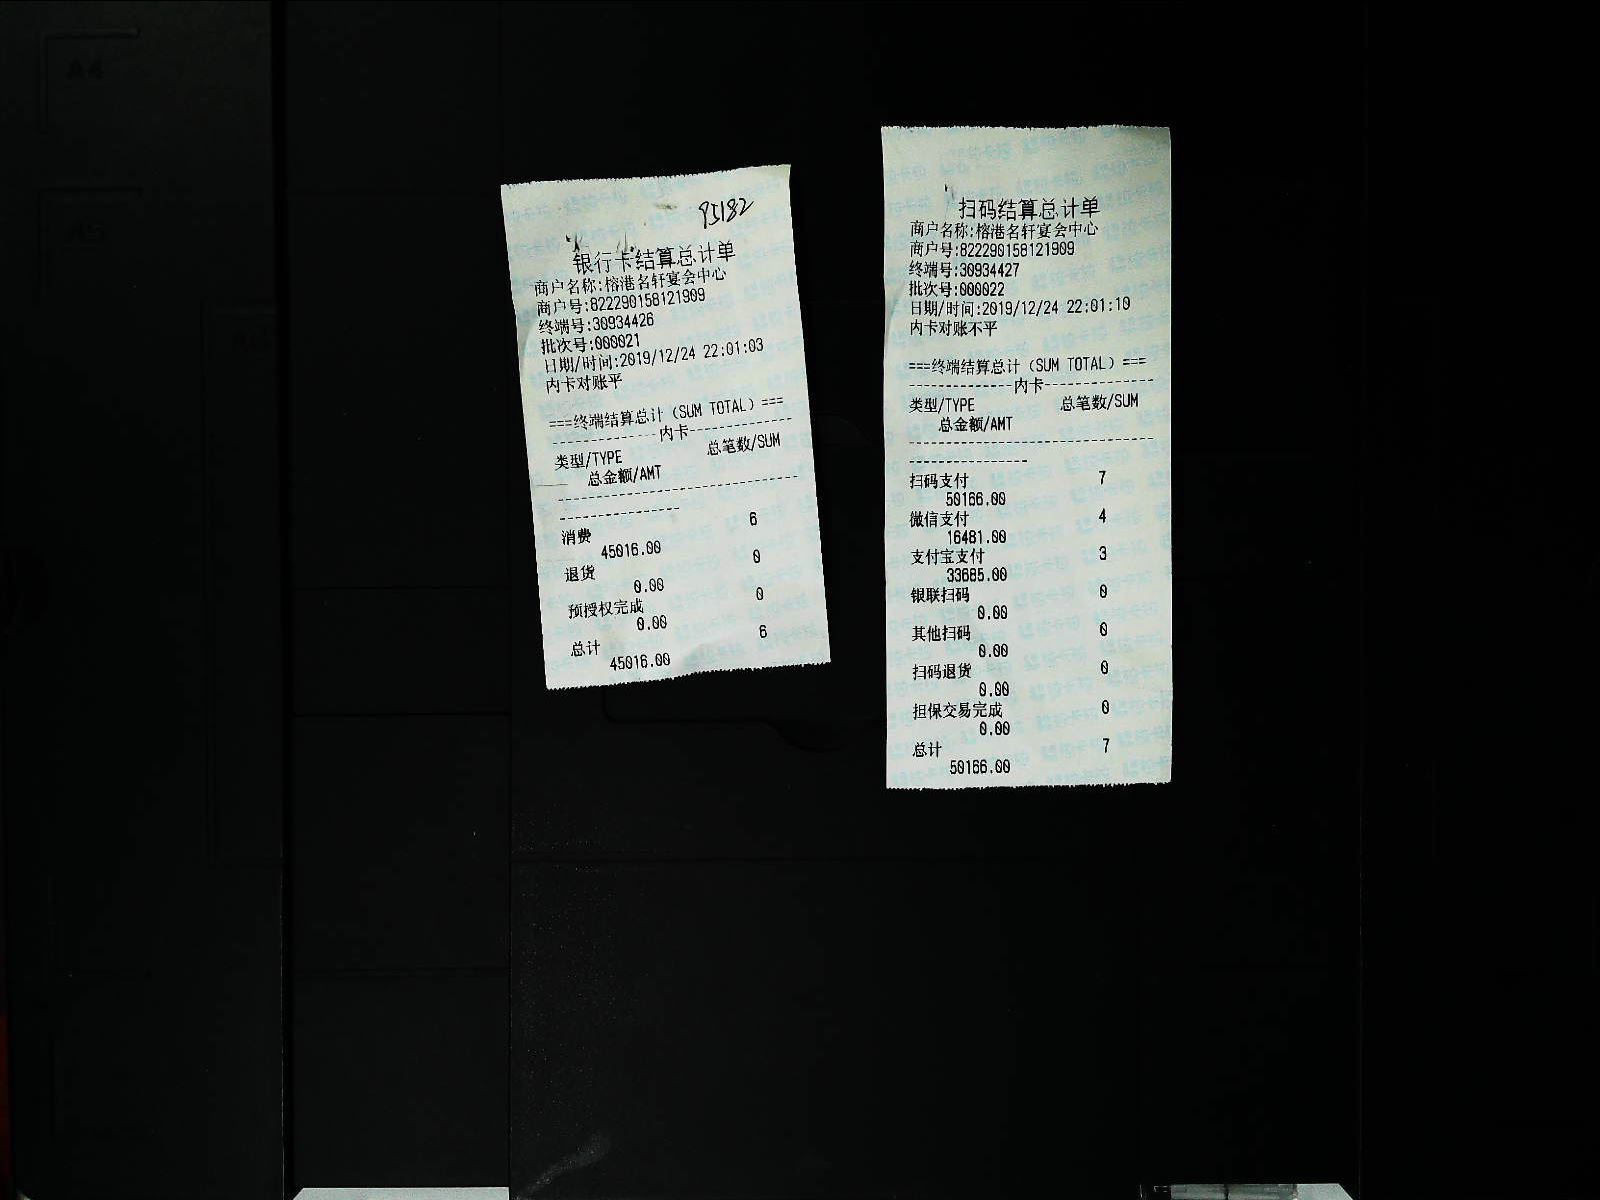 95182
银行卡结算总计单
商户名称:榕港名轩宴会中心
商户号:822290158121909
终端号:30934426
批次号:000021
日期/时间:2019/12/24 22:01:03
内卡对账平
===终端结算总计（SUM TOTAL）===
--------------内卡--------------
类型/TYPE 总笔数/SUM
总金额/AMT
消费 6
45016.00
退货 0
0.00
预授权完成 0
0.00
总计 6
45016.00
扫码结算总计单
商户名称:榕港名轩宴会中心
商户号:822290158121909
终端号:30934427
批次号:000022
日期/时间:2019/12/24 22:01:10
内卡对账不平
===终端结算总计（SUM TOTAL）===
--------------内卡--------------
类型/TYPE 总笔数/SUM
总金额/AMT
扫码支付 7
50166.00
微信支付 4
16481.00
支付宝支付 3
33685.00
银联扫码 0
0.00
其他扫码 0
0.00
扫码退货 0
0.00
担保交易完成 0
0.00
总计 7
50166.00
A4
A5